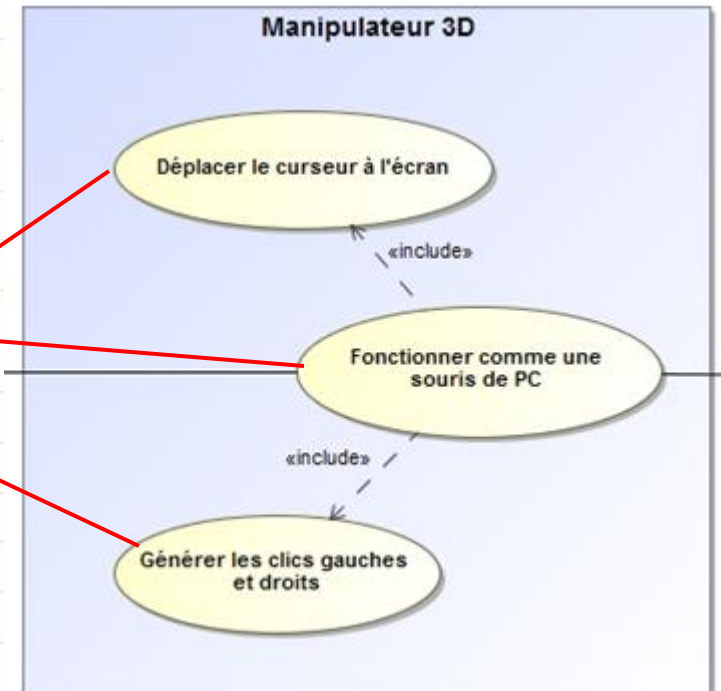 Manipulateur 3D
Déplacer le curseur à l'écran
«include»
Fonctionner comme une
souris de PC
«include»
Générer les clics gauches
et droits